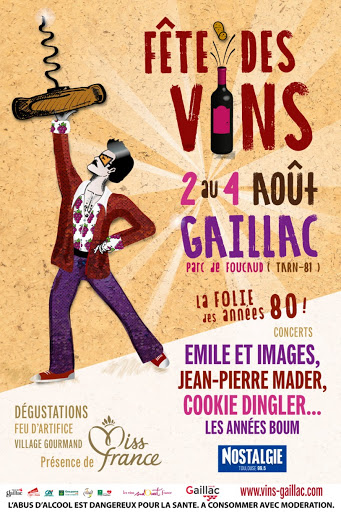 FÊTE DES
VINS
2 AU 4 AOÛT
GAILLAC
PARC DE FOUCAUD (TARN-81)
LA FOLIE
des années 80!
CONCERTS
EMILE ET IMAGES,
JEAN-PIERRE MADER,
COOKIE DINGLER...
LES ANNÉES BOUM
DÉGUSTATIONS
FEU D'ARTIFICE
VILLAGE GOURMAND
Présence de
Miss
france
NOSTALGIE
Gaillac
www.vins-gaillac.com
L'ABUS D'ALCOOL EST DANGEREUX POUR LA SANTE. A CONSOMMER AVEC MODERATION.